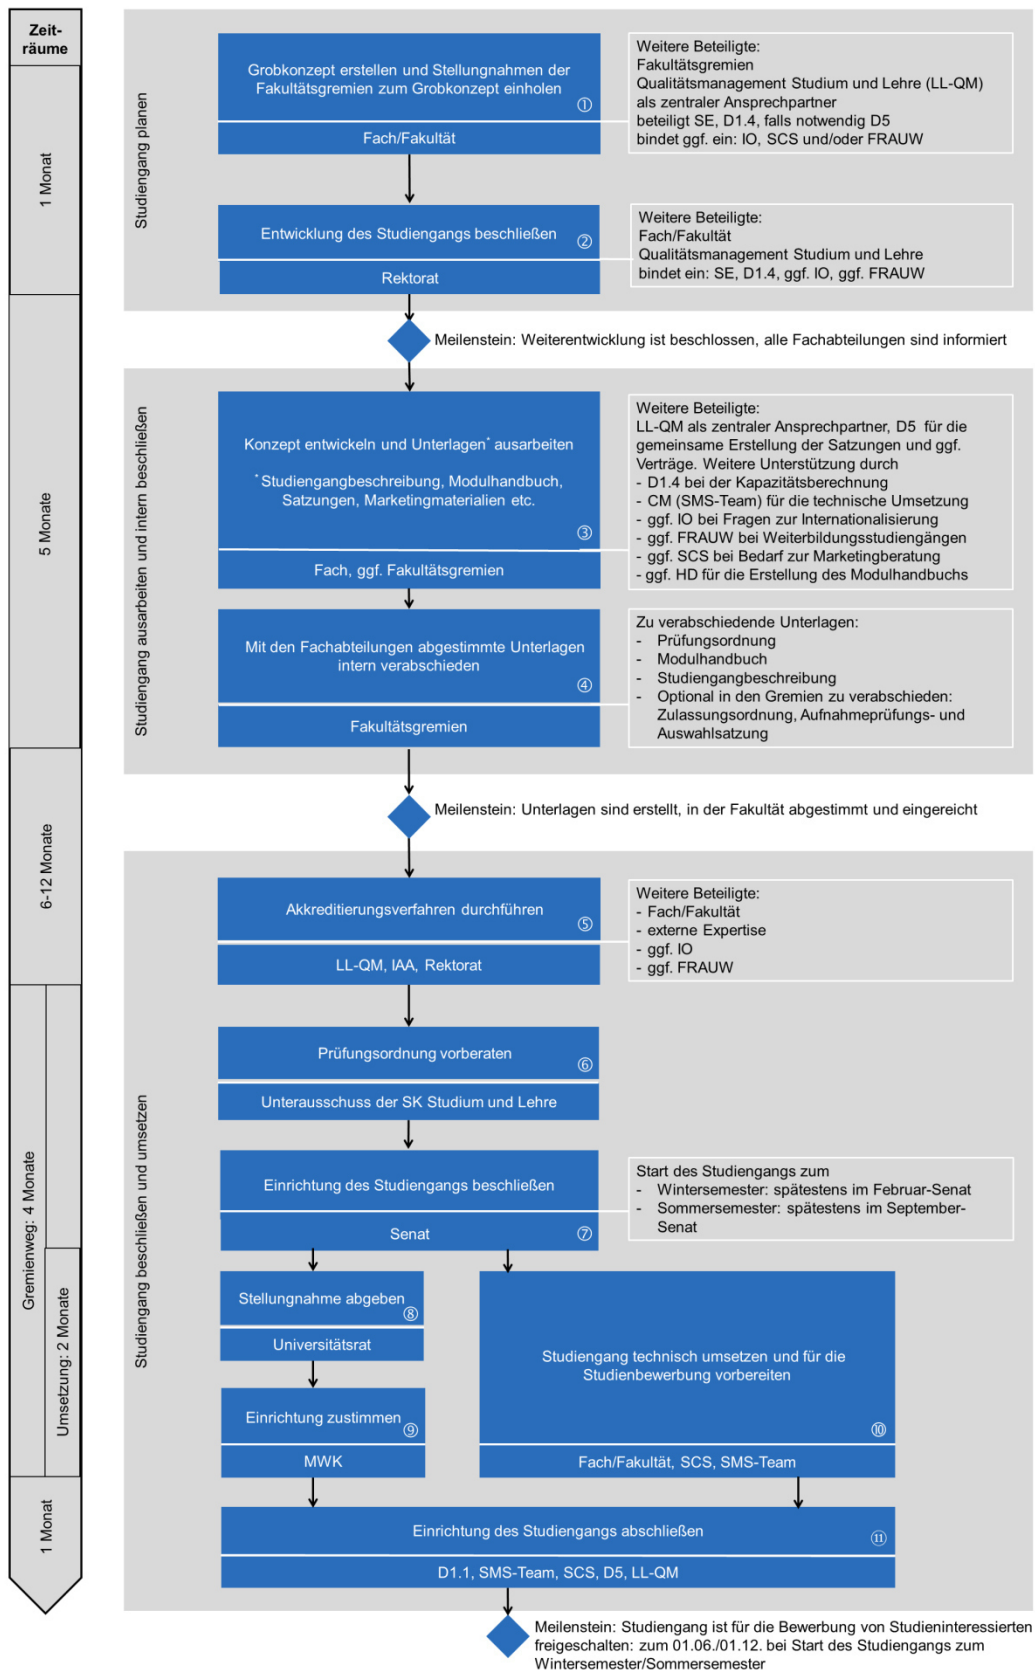 Zeit-
räume
1 Monat
5 Monate
6-12 Monate
Gremienweg: 4 Monate
Umsetzung: 2 Monate
1 Monat
Studiengang planen
Grobkonzept erstellen und Stellungnahmen der
Fakultätsgremien zum Grobkonzept einholen
①
Fach/Fakultät
Weitere Beteiligte:
Fakultätsgremien
Qualitätsmanagement Studium und Lehre (LL-QM)
als zentraler Ansprechpartner
beteiligt SE, D1.4, falls notwendig D5
bindet ggf. ein: IO, SCS und/oder FRAUW
Entwicklung des Studiengangs beschließen
②
Rektorat
Weitere Beteiligte:
Fach/Fakultät
Qualitätsmanagement Studium und Lehre
bindet ein: SE, D1.4, ggf. IO, ggf. FRAUW
Meilenstein: Weiterentwicklung ist beschlossen, alle Fachabteilungen sind informiert
Studiengang ausarbeiten und intern beschließen
Konzept entwickeln und Unterlagen* ausarbeiten
* Studiengangbeschreibung, Modulhandbuch,
Satzungen, Marketingmaterialien etc.
③
Fach, ggf. Fakultätsgremien
Weitere Beteiligte:
LL-QM als zentraler Ansprechpartner, D5 für die
gemeinsame Erstellung der Satzungen und ggf.
Verträge. Weitere Unterstützung durch
- D1.4 bei der Kapazitätsberechnung
- CM (SMS-Team) für die technische Umsetzung
- ggf. IO bei Fragen zur Internationalisierung
- ggf. FRAUW bei Weiterbildungsstudiengängen
- ggf. SCS bei Bedarf zur Marketingberatung
- ggf. HD für die Erstellung des Modulhandbuchs
Mit den Fachabteilungen abgestimmte Unterlagen
intern verabschieden
④
Fakultätsgremien
Zu verabschiedende Unterlagen:
- Prüfungsordnung
- Modulhandbuch
- Studiengangbeschreibung
- Optional in den Gremien zu verabschieden:
Zulassungsordnung, Aufnahmeprüfungs- und
Auswahlsatzung
Meilenstein: Unterlagen sind erstellt, in der Fakultät abgestimmt und eingereicht
Studiengang beschließen und umsetzen
Akkreditierungsverfahren durchführen
⑤
LL-QM, IAA, Rektorat
Weitere Beteiligte:
- Fach/Fakultät
- externe Expertise
- ggf. IO
- ggf. FRAUW
Prüfungsordnung vorberaten
⑥
Unterausschuss der SK Studium und Lehre
Einrichtung des Studiengangs beschließen
Senat
⑦
Start des Studiengangs zum
- Wintersemester: spätestens im Februar-Senat
- Sommersemester: spätestens im September-
Senat
Stellungnahme abgeben
⑧
Universitätsrat
Einrichtung zustimmen
⑨
MWK
Studiengang technisch umsetzen und für die
Studienbewerbung vorbereiten
⑩
Fach/Fakultät, SCS, SMS-Team
Einrichtung des Studiengangs abschließen
⑪
D1.1, SMS-Team, SCS, D5, LL-QM
Meilenstein: Studiengang ist für die Bewerbung von Studieninteressierten
freigeschalten: zum 01.06./01.12. bei Start des Studiengangs zum
Wintersemester/Sommersemester